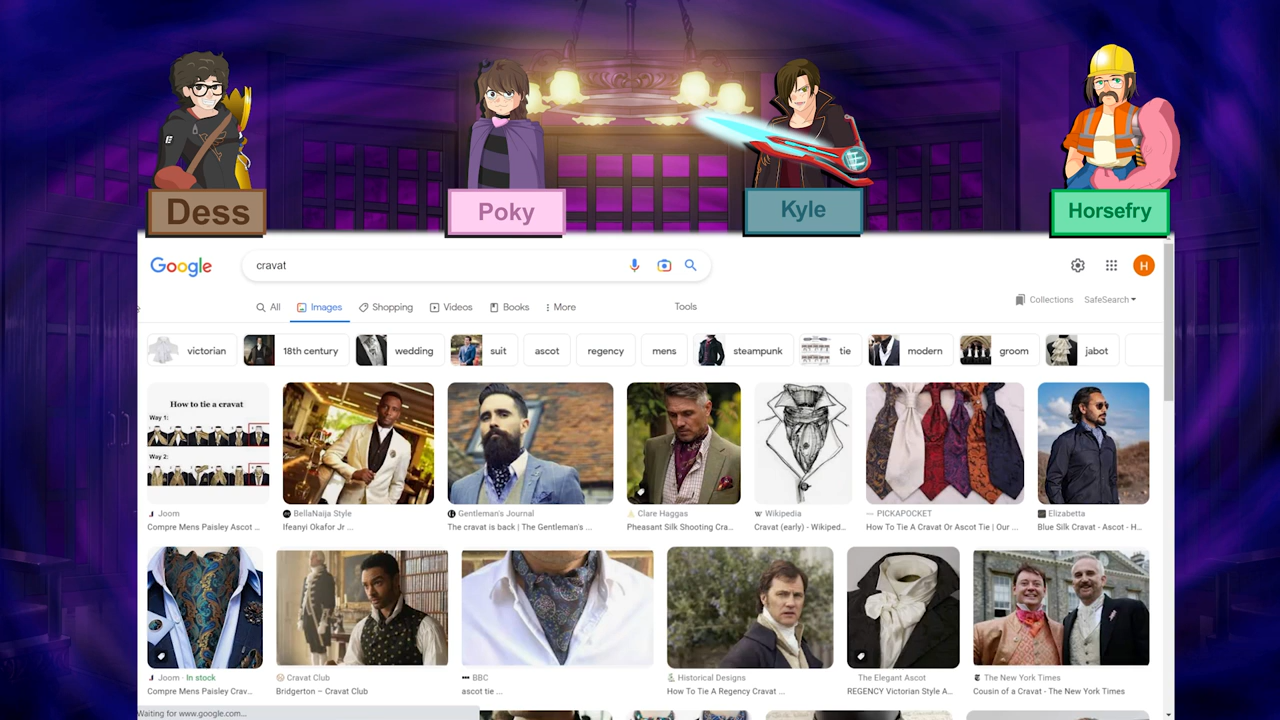 Dess
Poky
Kyle
Horsefry
Google
cravat
H
All
Images
Shopping
Videos
Books
More
Tools
Collections
SafeSearch
victorian
18th century
wedding
suit
ascot
regency
mens
steampunk
tie
modern
groom
jabot
How to tie a cravat
Way 1:
Way 2:
Joom
Compre Mens Paisley Ascot ...
BellaNaija Style
Ifeanyi Okafor Jr ...
Gentlemen's Journal
The cravat is back | The Gentlemen's ...
Clare Haggas
Pheasant Silk Shooting Cra...
Wikipedia
Cravat (early) - Wikiped...
PICKAPOCKET
How To Tie A Cravat Or Ascot Tie | Our ...
Elizabetta
Blue Silk Cravat - Ascot - H...
Joom · In stock
Compre Mens Paisley Crav...
Cravat Club
Bridgerton – Cravat Club
BBC
ascot tie ...
Historical Designs
How To Tie A Regency Cravat ...
The Elegant Ascot
REGENCY Victorian Style A...
The New York Times
Cousin of a Cravat - The New York Times
Waiting for www.google.com...